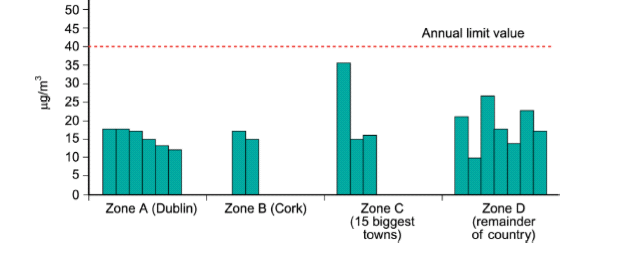 50
45
Annual limit value
40
35
30
25
20
15
10
5
0
µg/m³
Zone A (Dublin)
Zone B (Cork)
Zone C
(15 biggest
towns)
Zone D
(remainder
of country)